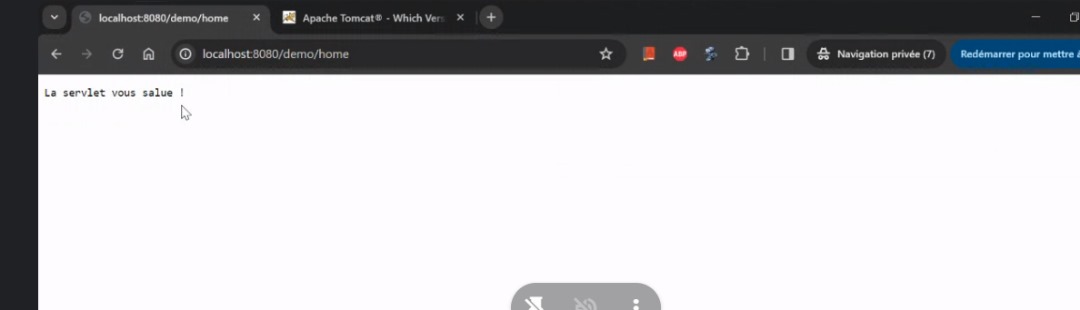 localhost:8080/demo/home
Apache Tomcat® - Which Ver
localhost:8080/demo/home
ABP
Navigation privée (7)
Redémarrer pour mettre à
La servlet vous salue !